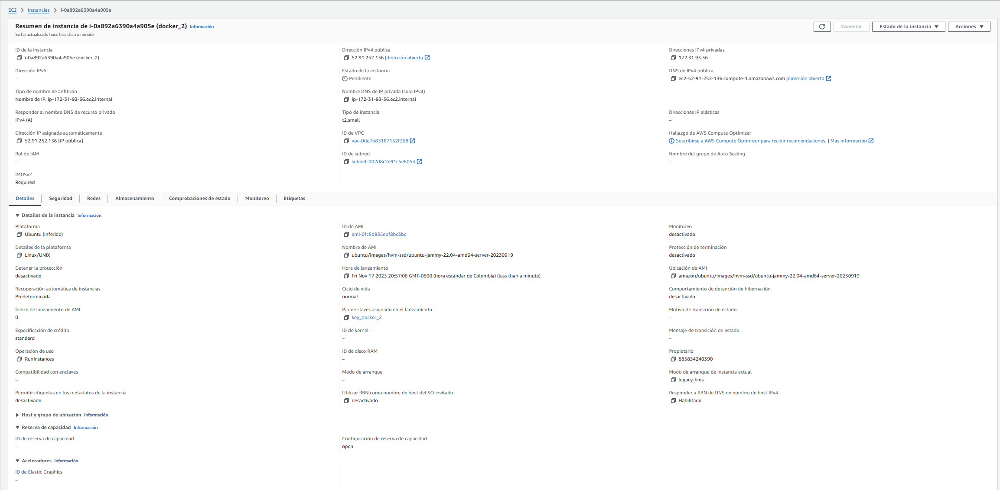 EC2 > Instancias > i-0a892a6390a4a905e
Resumen de instancia de i-0a892a6390a4a905e (docker_2) Información
Se ha actualizado hace less than a minute
Conectar
Estado de la instancia
Acciones
ID de la instancia
i-0a892a6390a4a905e (docker_2)
Dirección IPv4 pública
52.91.252.136 |dirección abierta
Direcciones IPv4 privadas
172.31.93.36
Dirección IPv6
–
Estado de la instancia
Pendiente
DNS de IPv4 pública
ec2-52-91-252-136.compute-1.amazonaws.com |dirección abierta
Tipo de nombre de anfitrión
Nombre de IP: ip-172-31-93-36.ec2.internal
Nombre DNS de IP privada (solo IPv4)
ip-172-31-93-36.ec2.internal
Responder al nombre DNS de recurso privado
IPv4 (A)
Tipo de instancia
t2.small
Direcciones IP elásticas
–
Dirección IP asignada automáticamente
52.91.252.136 [IP pública]
ID de VPC
vpc-0de7b83187152f368
Hallazgo de AWS Compute Optimizer
Suscribirse a AWS Compute Optimizer para recibir recomendaciones. | Más información
Rol de IAM
–
ID de subred
subnet-002d8c2e91c5e6053
Nombre del grupo de Auto Scaling
–
IMDSv2
Required
Detalles
Seguridad
Redes
Almacenamiento
Comprobaciones de estado
Monitoreo
Etiquetas
Detalles de la instancia Información
Plataforma
Ubuntu (inferido)
ID de AMI
ami-0fc5d935ebf8bc3bc
Monitoreo
desactivado
Detalles de la plataforma
Linux/UNIX
Nombre de AMI
ubuntu/images/hvm-ssd/ubuntu-jammy-22.04-amd64-server-20230919
Protección de terminación
desactivado
Detener la protección
desactivado
Hora de lanzamiento
Fri Nov 17 2023 20:57:08 GMT-0500 (hora estándar de Colombia) (less than a minute)
Ubicación de AMI
amazon/ubuntu/images/hvm-ssd/ubuntu-jammy-22.04-amd64-server-20230919
Recuperación automática de instancias
Predeterminada
Ciclo de vida
normal
Comportamiento de detención de hibernación
desactivado
Índice de lanzamiento de AMI
0
Par de claves asignado en el lanzamiento
key_docker_2
Motivo de transición de estado
–
Especificación de crédito
standard
ID de kernel
–
Mensaje de transición de estado
–
Operación de uso
RunInstances
ID de disco RAM
–
Propietario
885834240390
Compatibilidad con enclaves
–
Modo de arranque
–
Modo de arranque de instancia actual
legacy-bios
Permitir etiquetas en los metadatos de la instancia
desactivado
Utilizar RBN como nombre de host del SO invitado
desactivado
Responder a RBN de DNS de nombre de host IPv4
Habilitado
Host y grupo de ubicación Información
Reserva de capacidad Información
ID de reserva de capacidad
–
Configuración de reserva de capacidad
open
Aceleradores Información
ID de Elastic Graphics
–